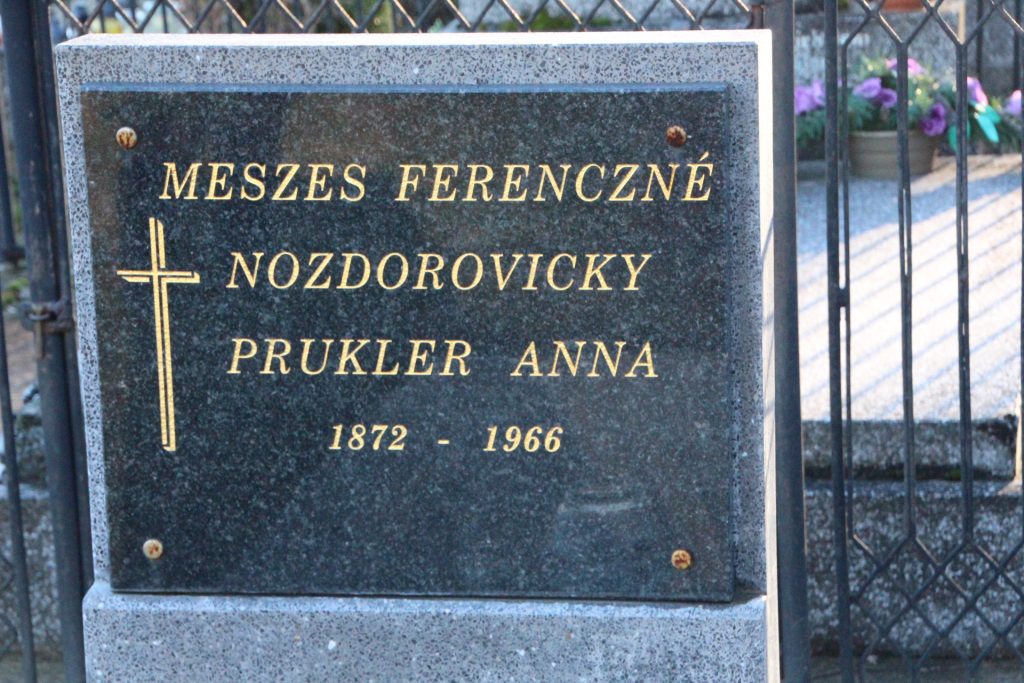 MESZES FERENCZNÉ
NOZDOROVICKY
PRUKLER ANNA
1872 - 1966